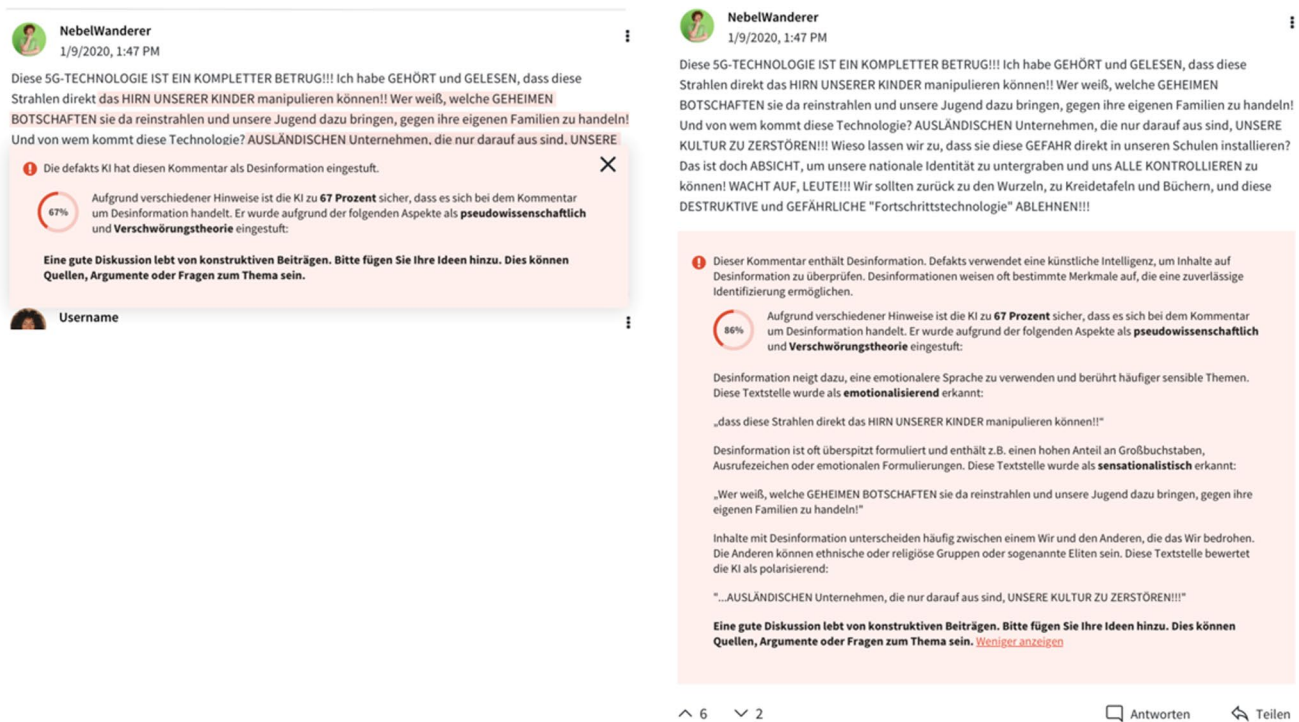 NebelWanderer
1/9/2020, 1:47 PM
Diese 5G-TECHNOLOGIE IST EIN KOMPLETTER BETRUG!!! Ich habe GEHÖRT und GELESEN, dass diese
Strahlen direkt das HIRN UNSERER KINDER manipulieren können!! Wer weiß, welche GEHEIMEN
BOTSCHAFTEN sie da reinstrahlen und unsere Jugend dazu bringen, gegen ihre eigenen Familien zu handeln!
Und von wem kommt diese Technologie? AUSLÄNDISCHEN Unternehmen, die nur darauf aus sind, UNSERE
Die defakts KI hat diesen Kommentar als Desinformation eingestuft.
67%
Aufgrund verschiedener Hinweise ist die KI zu 67 Prozent sicher, dass es sich bei dem Kommentar
um Desinformation handelt. Er wurde aufgrund der folgenden Aspekte als pseudowissenschaftlich
und Verschwörungstheorie eingestuft:
Eine gute Diskussion lebt von konstruktiven Beiträgen. Bitte fügen Sie Ihre Ideen hinzu. Dies können
Quellen, Argumente oder Fragen zum Thema sein.
Username
NebelWanderer
1/9/2020, 1:47 PM
Diese 5G-TECHNOLOGIE IST EIN KOMPLETTER BETRUG!!! Ich habe GEHÖRT und GELESEN, dass diese
Strahlen direkt das HIRN UNSERER KINDER manipulieren können!! Wer weiß, welche GEHEIMEN
BOTSCHAFTEN sie da reinstrahlen und unsere Jugend dazu bringen, gegen ihre eigenen Familien zu handeln!
Und von wem kommt diese Technologie? AUSLÄNDISCHEN Unternehmen, die nur darauf aus sind, UNSERE
KULTUR ZU ZERSTÖREN!!! Wieso lassen wir zu, dass sie diese GEFAHR direkt in unseren Schulen installieren?
Das ist doch ABSICHT, um unsere nationale Identität zu untergraben und uns ALLE KONTROLLIEREN zu
können! WACHT AUF, LEUTE!!! Wir sollten zurück zu den Wurzeln, zu Kreidetafeln und Büchern, und diese
DESTRUKTIVE und GEFÄHRLICHE "Fortschrittstechnologie" ABLEHNEN!!!
Dieser Kommentar enthält Desinformation. Defakts verwendet eine künstliche Intelligenz, um Inhalte auf
Desinformation zu überprüfen. Desinformationen weisen oft bestimmte Merkmale auf, die eine zuverlässige
Identifizierung ermöglichen.
86%
Aufgrund verschiedener Hinweise ist die KI zu 67 Prozent sicher, dass es sich bei dem Kommentar
um Desinformation handelt. Er wurde aufgrund der folgenden Aspekte als pseudowissenschaftlich
und Verschwörungstheorie eingestuft:
Desinformation neigt dazu, eine emotionalere Sprache zu verwenden und berührt häufiger sensible Themen.
Diese Textstelle wurde als emotionalisierend erkannt:
„dass diese Strahlen direkt das HIRN UNSERER KINDER manipulieren können!!“
Desinformation ist oft überspitzt formuliert und enthält z.B. einen hohen Anteil an Großbuchstaben,
Ausrufezeichen oder emotionalen Formulierungen. Diese Textstelle wurde als sensationalistisch erkannt:
„Wer weiß, welche GEHEIMEN BOTSCHAFTEN sie da reinstrahlen und unsere Jugend dazu bringen, gegen ihre
eigenen Familien zu handeln!”
Inhalte mit Desinformation unterscheiden häufig zwischen einem Wir und den Anderen, die das Wir bedrohen.
Die Anderen können ethnische oder religiöse Gruppen oder sogenannte Eliten sein. Diese Textstelle bewertet
die KI als polarisierend:
"...AUSLÄNDISCHEN Unternehmen, die nur darauf aus sind, UNSERE KULTUR ZU ZERSTÖREN!!!"
Eine gute Diskussion lebt von konstruktiven Beiträgen. Bitte fügen Sie Ihre Ideen hinzu. Dies können
Quellen, Argumente oder Fragen zum Thema sein. Weniger anzeigen
6 2 Antworten Teilen